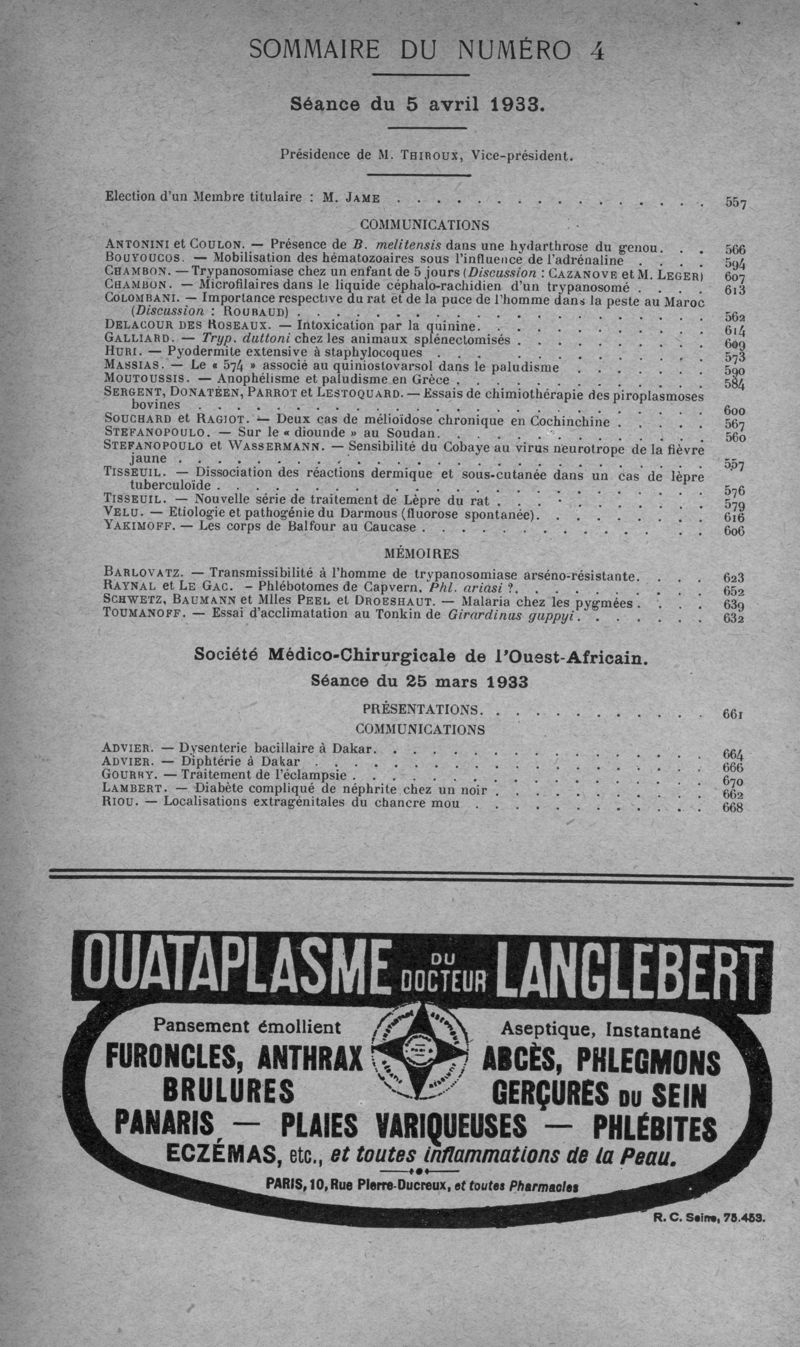 SOMMAIRE DU NUMÉRO 4
Séance du 5 avril 1933.
Présidence de M. THIROUX, Vice-président.
Election d'un Membre titulaire : M. JAME . . . . . . . . . . . . . . . . 557
COMMUNICATIONS
ANTONINI et COULON. — Présence de B. melitensis dans une hydarthrose du genou. . . 566
BOUYOUCOS. — Mobilisation des hématozoaires sous l'influence de l'adrénaline . . . . 594
CHAMBON. — Trypanosomiase chez un enfant de 5 jours (Discussion : CAZANOVE et M. LEGER) 607
CHAMBON. — Microfilaires dans le liquide céphalo-rachidien d'un trypanosomé . . . . 613
COLOMBANI. — Importance respective du rat et de la puce de l'homme dans la peste au Maroc
(Discussion : ROUBAUD) . . . . . . . . . . . . . . . . . . . . . 562
DELACOUR DES ROSEAUX. — Intoxication par la quinine. . . . . . . . . . . . 614
GALLIARD. — Tryp. duttoni chez les animaux splénectomisés . . . . . . . . . . 609
HURI. — Pyodermite extensive à staphylocoques . . . . . . . . . . . . . . 573
MASSIAS. — Le « 574 » associé au quiniostovarsol dans le paludisme . . . . . . . 590
MOUTOUSSIS. — Anophélisme et paludisme en Grèce . . . . . . . . . . . . . 584
SERGENT, DONATEEN, PARROT et LESTOQUARD. — Essais de chimiothérapie des piroplasmoses
bovines . . . . . . . . . . . . . . . . . . . . . . . . . . . 600
SOUCHARD et RAGIOT. — Deux cas de mélioïdose chronique en Cochinchine . . . . . 567
STEFANOPOULO. — Sur le « diounde » au Soudan. . . . . . . . . . . . . . 560
STEFANOPOULO et WASSERMANN. — Sensibilité du Cobaye au virus neurotrope de la fièvre
jaune . . . . . . . . . . . . . . . . . . . . . . . . . . . . 557
TISSEUIL. — Dissociation des réactions dermique et sous-cutanée dans un cas de lèpre
tuberculoïde . . . . . . . . . . . . . . . . . . . . . . . . . 576
TISSEUIL. — Nouvelle série de traitement de Lèpre du rat . . . . . . . . . . . 579
VELU. — Etiologie et pathogénie du Darmous (fluorose spontanée). . . . . . . . . 616
YAKIMOFF. — Les corps de Balfour au Caucase . . . . . . . . . . . . . . 606
MÉMOIRES
BARLOVATZ. — Transmissibilité à l'homme de trypanosomiase arséno-résistante. . . . . 623
RAYNAL et LE GAC. – Phlébotomes de Capvern. Phl. ariasi ?. . . . . . . . . . 652
SCHWETZ, BAUMANN et Mlles PEEL et DROESHAUT. — Malaria chez les pygmées . . . . 639
TOUMANOFF. — Essai d'acclimatation au Tonkin de Girardinus guppyi. . . . . . . . 632
Société Médico-Chirurgicale de l'Ouest-Africain.
Séance du 25 mars 1933
PRÉSENTATIONS. . . . . . . . . . . . 661
COMMUNICATIONS
ADVIER. — Dysenterie bacillaire à Dakar. . . . . . . . . . . . . . . . . 664
ADVIER. — Diphtérie à Dakar . . . . . . . . . . . . . . . . . . . . 666
GOURRY. — Traitement de l'éclampsie . . . . . . . . . . . . . . . . . . 670
LAMBERT. — Diabète compliqué de néphrite chez un noir . . . . . . . . . . . 662
RIOU. — Localisations extragénitales du chancre mou . . . . . . . . . . . . 668
OUATAPLASME DU DOCTEUR LANGLEBERT
Pansement émollient Aseptique, Instantané
FURONCLES, ANTHRAX ABCÈS, PHLEGMONS
BRULURES GERÇURES DU SEIN
PANARIS — PLAIES VARIQUEUSES — PHLÉBITES
ECZÉMAS, etc., et toutes inflammations de la Peau.
PARIS, 10, Rue Pierre-Ducreux, et toutes Pharmacies
R. C. Seine, 75.453.